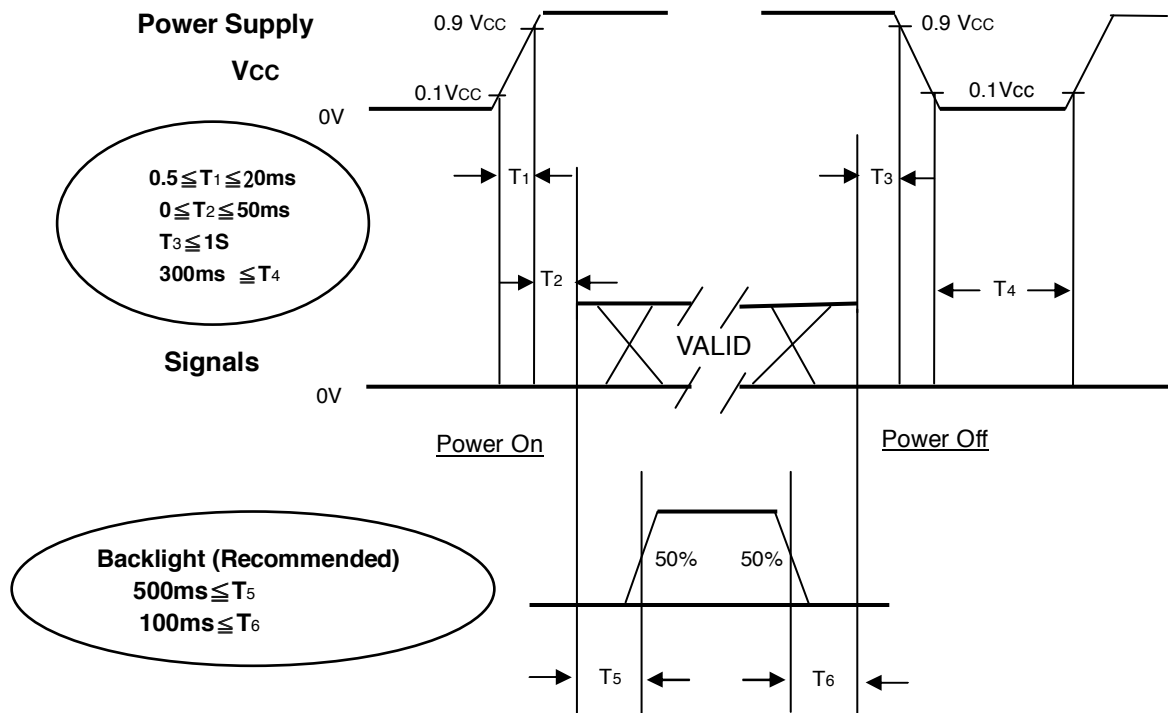 Power Supply
VCC
0.9 VCC
0.1VCC
0V
0.9 VCC
0.1Vcc
0.5≦T1≦20ms
0≦T2≦50ms
T3≦1S
300ms ≦T4
T1
T3
T2
T4
VALID
Signals
0V
Power On
Power Off
Backlight (Recommended)
500ms≦T5
100ms≦T6
50%
50%
T5
T6